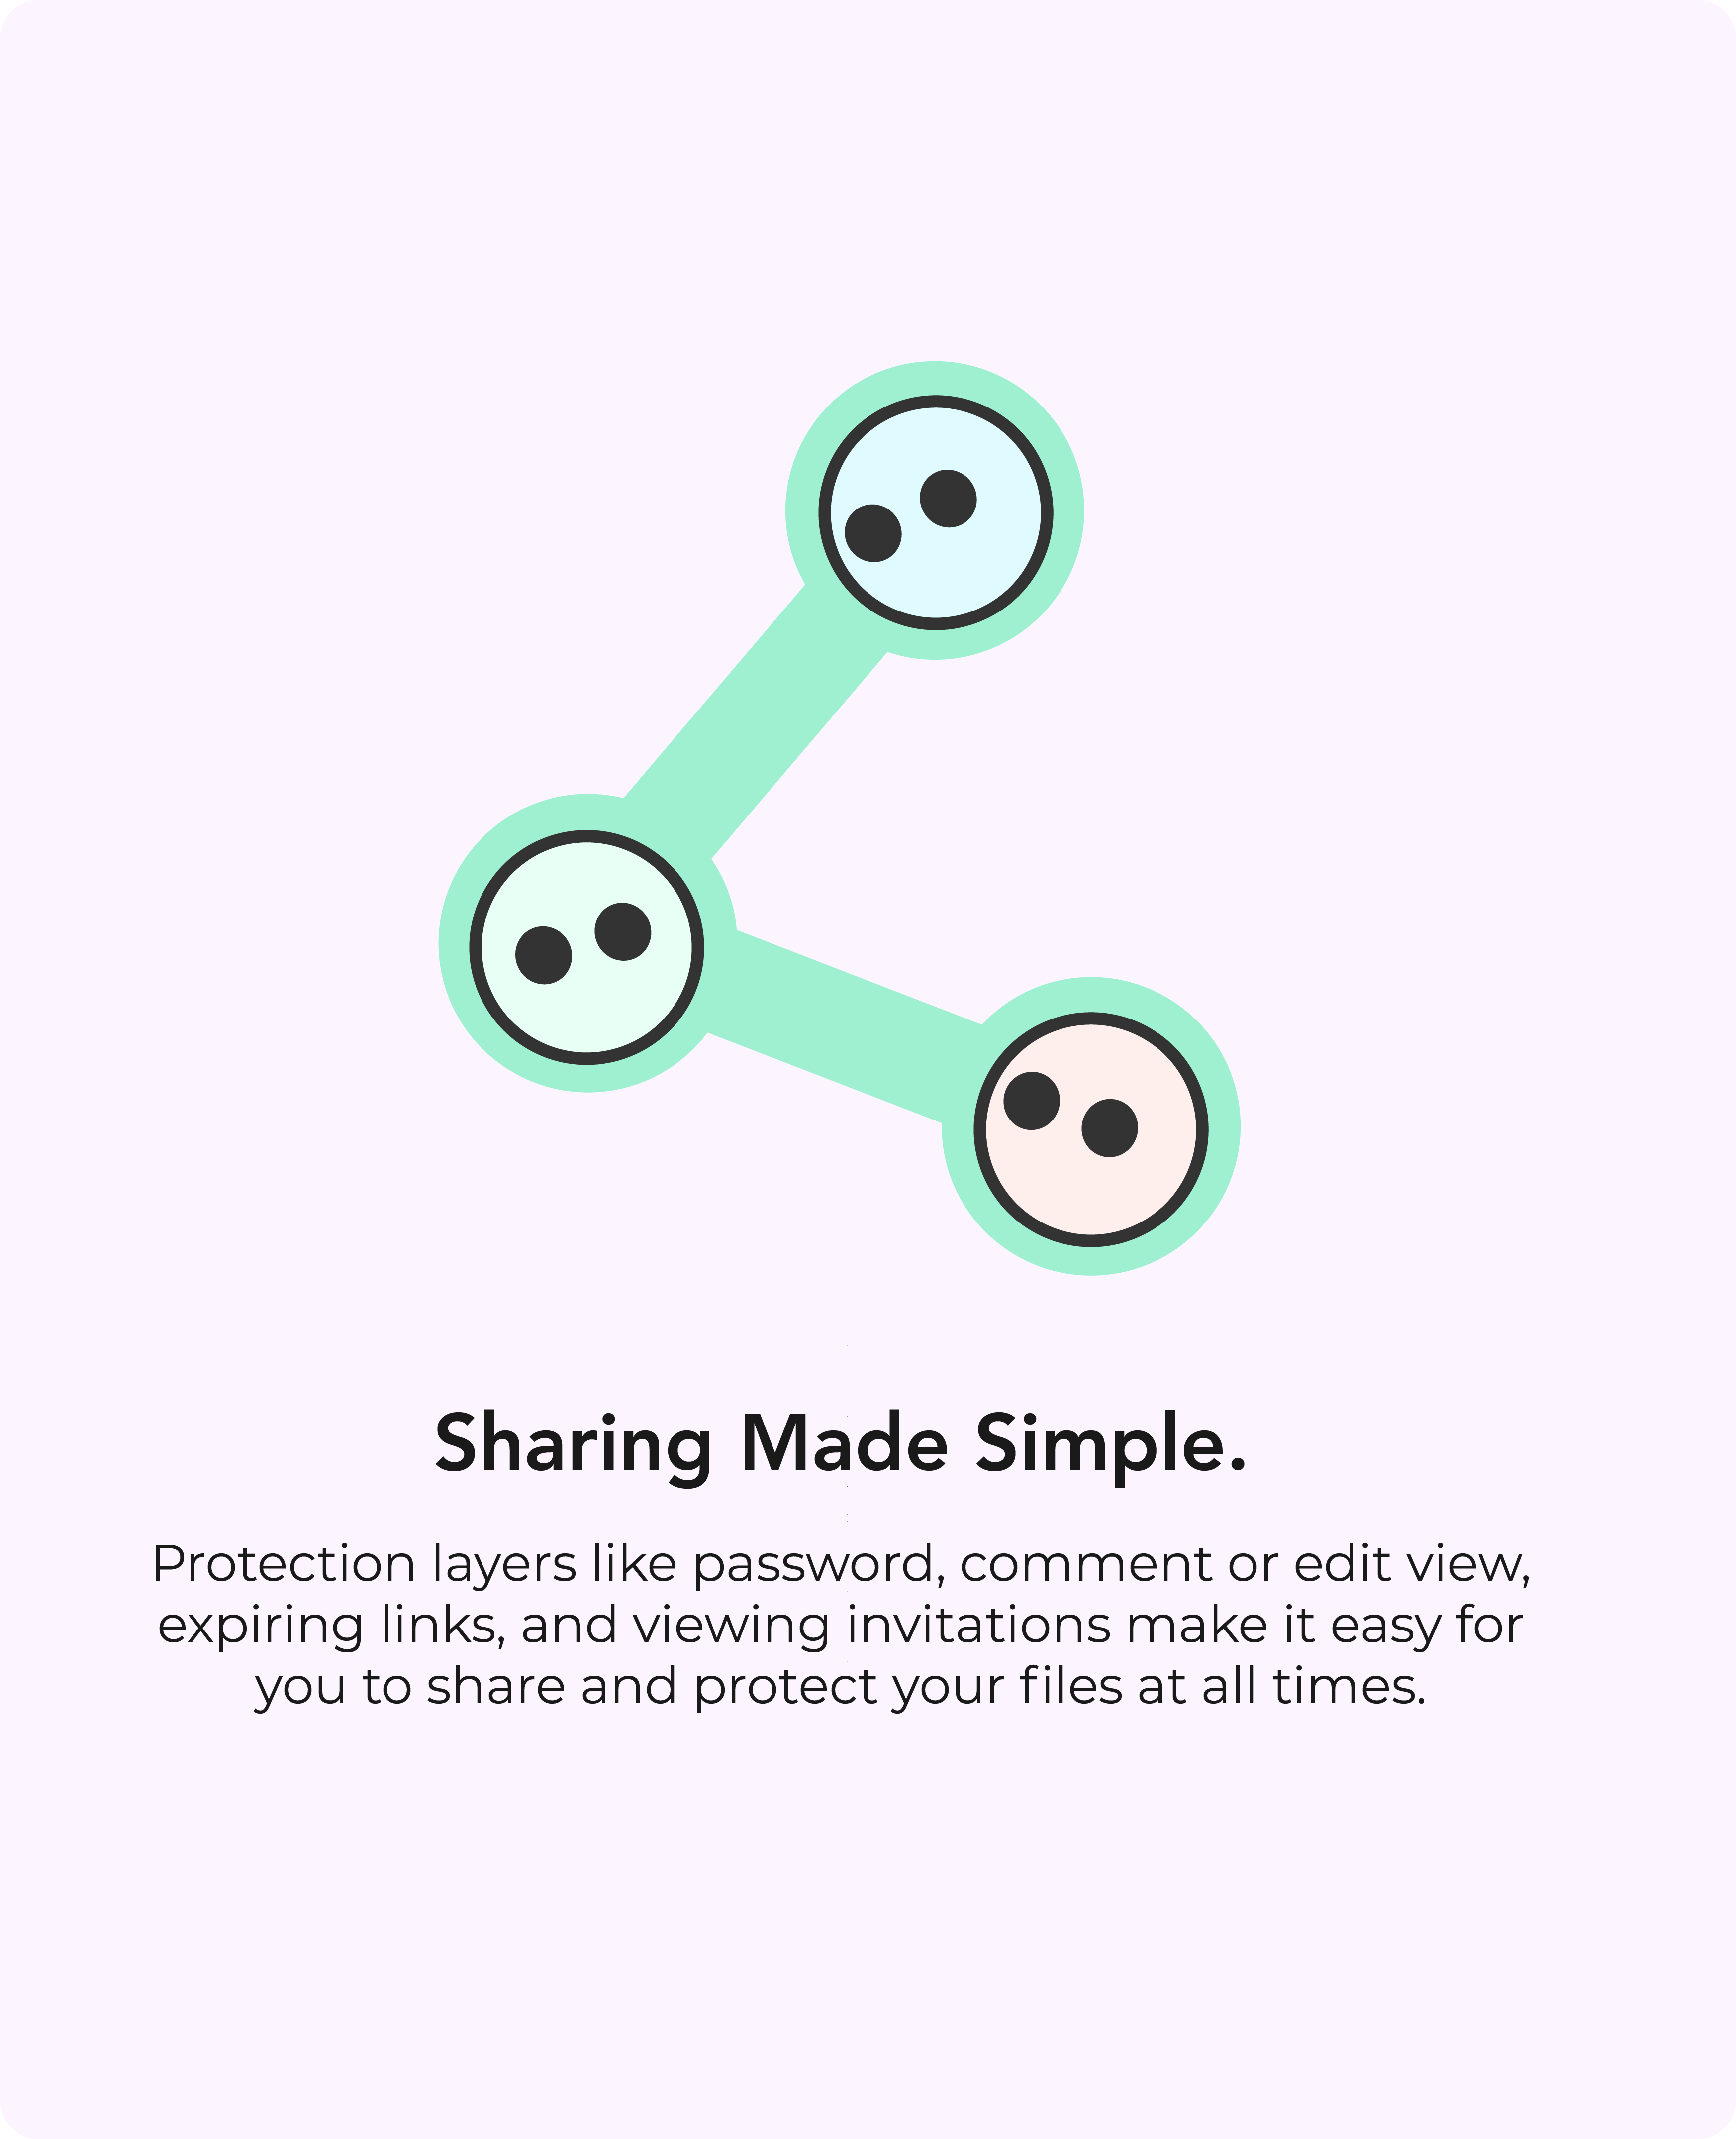 Sharing Made Simple.
Protection layers like password, comment or edit view,
expiring links, and viewing invitations make it easy for
you to share and protect your files at all times.